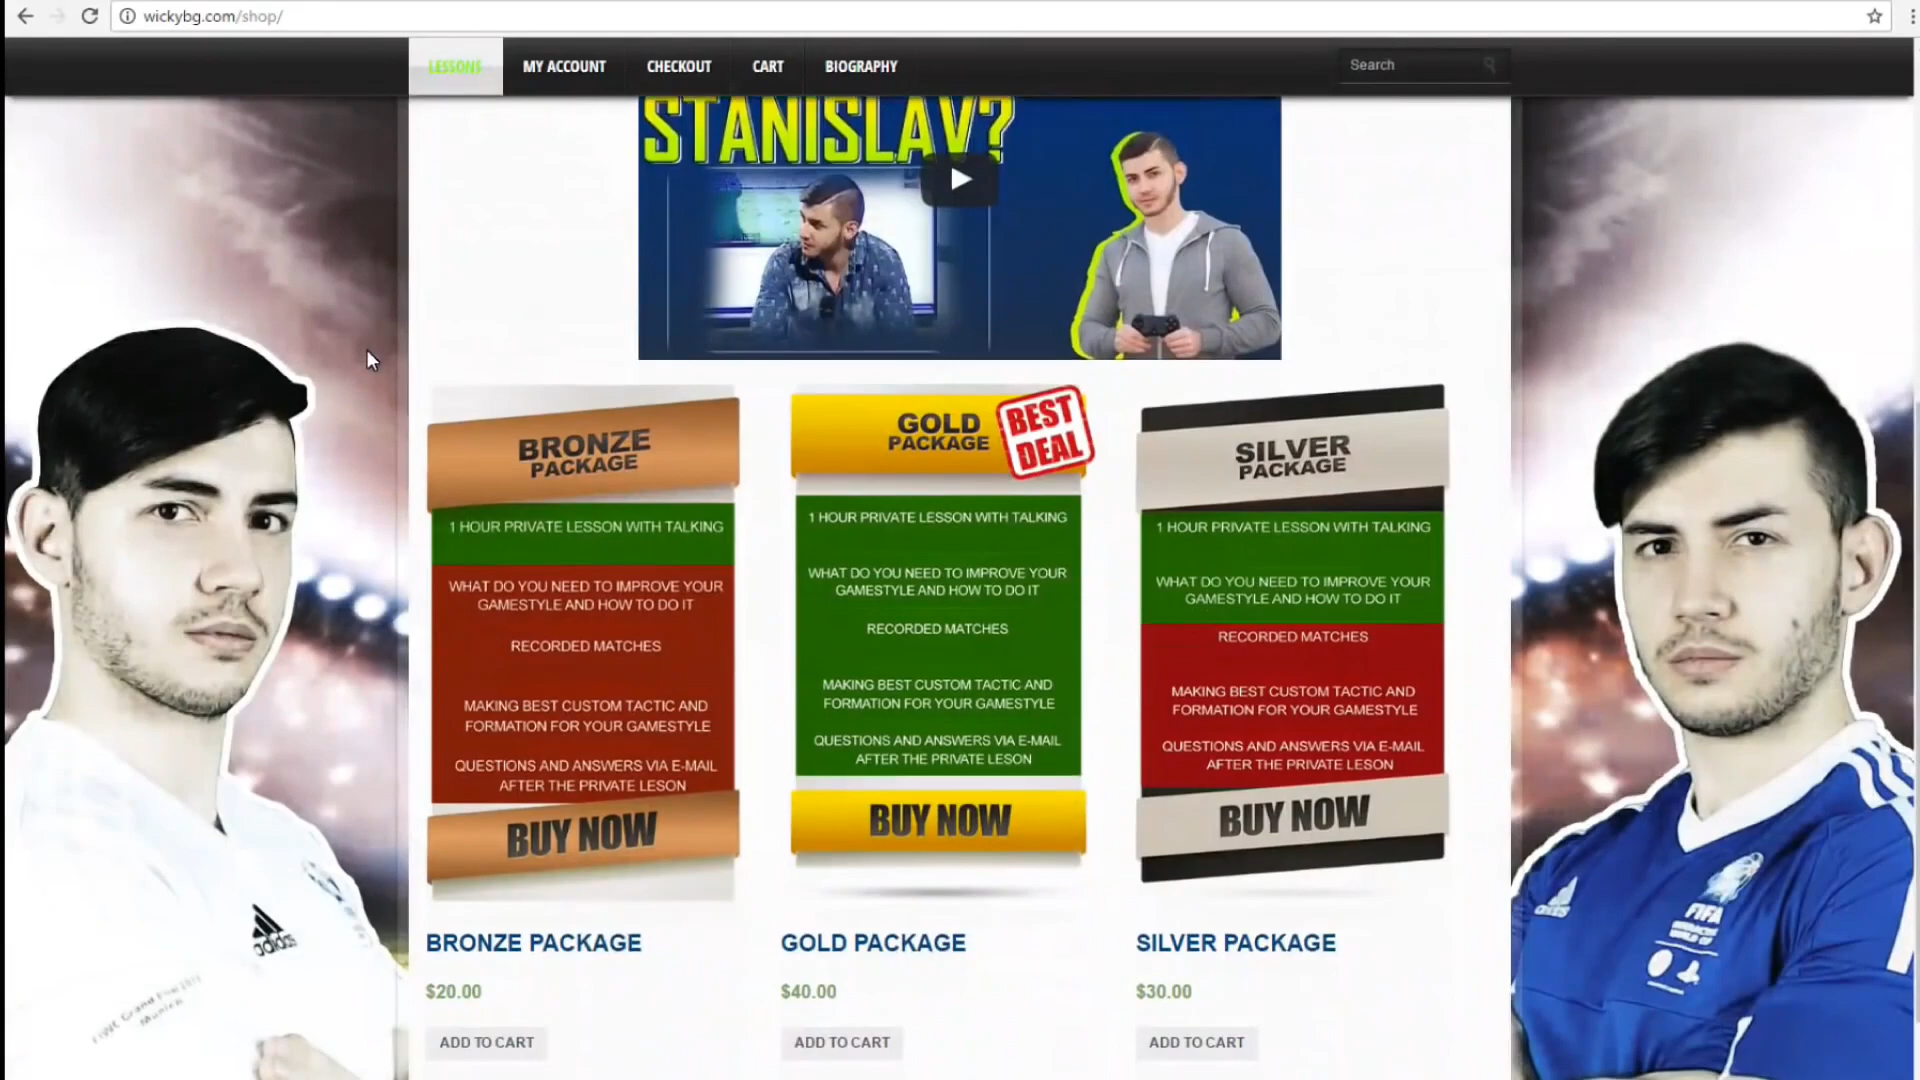 wickybg.com/shop/
LESSONS
MY ACCOUNT
CHECKOUT
CART
BIOGRAPHY
Search
STANISLAV?
BRONZE
PACKAGE
1 HOUR PRIVATE LESSON WITH TALKING
WHAT DO YOU NEED TO IMPROVE YOUR
GAMESTYLE AND HOW TO DO IT
RECORDED MATCHES
MAKING BEST CUSTOM TACTIC AND
FORMATION FOR YOUR GAMESTYLE
QUESTIONS AND ANSWERS VIA E-MAIL
AFTER THE PRIVATE LESON
BUY NOW
BRONZE PACKAGE
$20.00
ADD TO CART
GOLD
PACKAGE
BEST
DEAL
1 HOUR PRIVATE LESSON WITH TALKING
WHAT DO YOU NEED TO IMPROVE YOUR
GAMESTYLE AND HOW TO DO IT
RECORDED MATCHES
MAKING BEST CUSTOM TACTIC AND
FORMATION FOR YOUR GAMESTYLE
QUESTIONS AND ANSWERS VIA E-MAIL
AFTER THE PRIVATE LESON
BUY NOW
GOLD PACKAGE
$40.00
ADD TO CART
SILVER
PACKAGE
1 HOUR PRIVATE LESSON WITH TALKING
WHAT DO YOU NEED TO IMPROVE YOUR
GAMESTYLE AND HOW TO DO IT
RECORDED MATCHES
MAKING BEST CUSTOM TACTIC AND
FORMATION FOR YOUR GAMESTYLE
QUESTIONS AND ANSWERS VIA E-MAIL
AFTER THE PRIVATE LESON
BUY NOW
SILVER PACKAGE
$30.00
ADD TO CART
adidas
FIFA